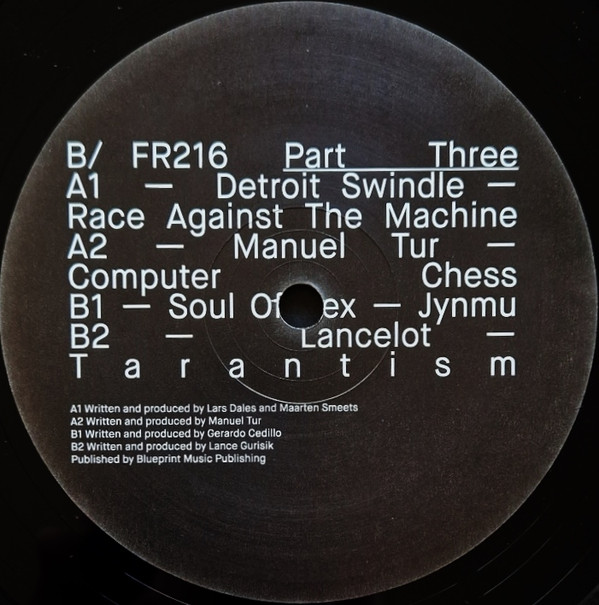 B/ FR216 Part Three
A1 — Detroit Swindle —
Race Against The Machine
A2 — Manuel Tur —
Computer Chess
B1 — Soul Of — Jynmu
B2 — Lancelot —
Tarantism
A1 Written and produced by Lars Dales and Maarten Smeets
A2 Written and produced by Manuel Tur
B1 Written and produced by Gerardo Cedillo
B2 Written and produced by Lance Gurisik
Published by Blueprint Music Publishing